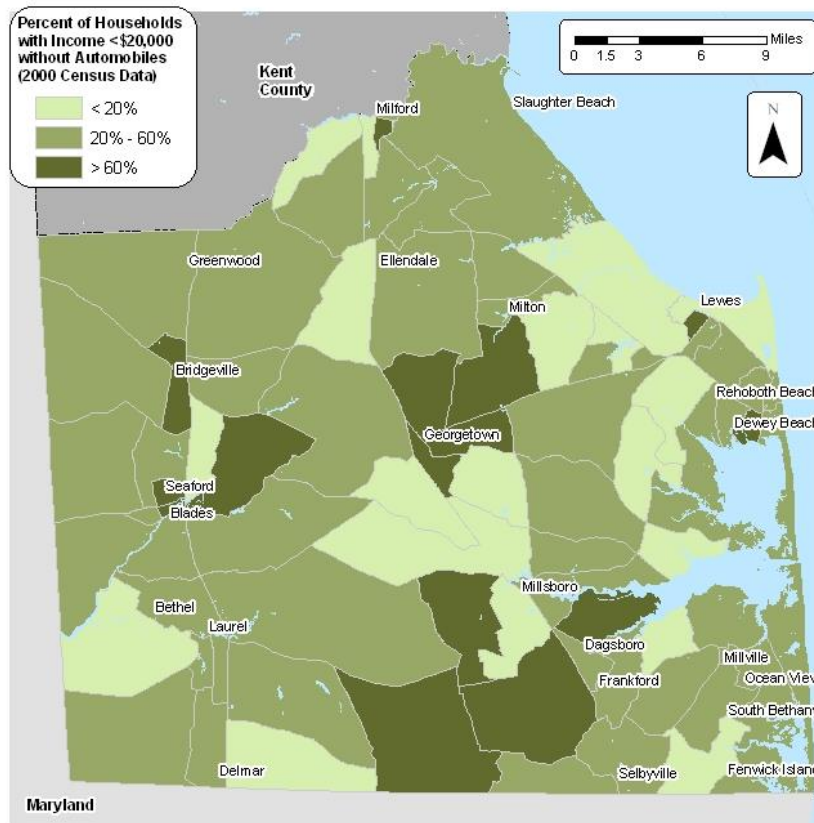 Percent of Households
with Income <$20,000
without Automobiles
(2000 Census Data)
< 20%
20% - 60%
> 60%
Miles
0 1.5 3 6 9
N
Kent
County
Milford
Slaughter Beach
Greenwood
Ellendale
Milton
Lewes
Bridgeville
Rehoboth Beach
Georgetown
Dewey Beach
Seaford
Blades
Millsboro
Bethel
Laurel
Dagsboro
Millville
Frankford
Ocean View
South Bethany
Delmar
Selbyville
Fenwick Island
Maryland